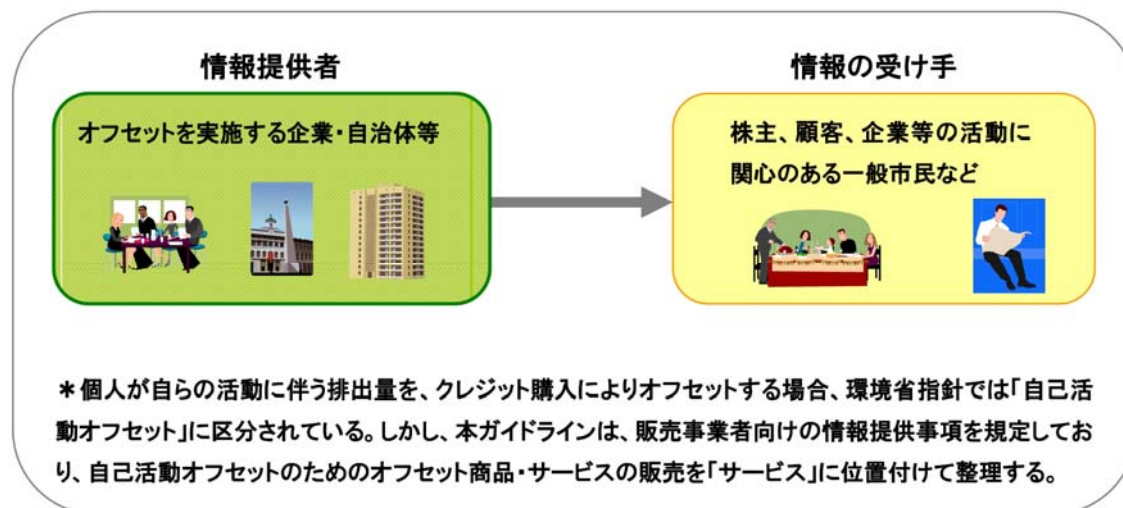 情報提供者
情報の受け手
オフセットを実施する企業・自治体等
株主、顧客、企業等の活動に
関心のある一般市民など
＊個人が自らの活動に伴う排出量を、クレジット購入によりオフセットする場合、環境省指針では「自己活
動オフセット」に区分されている。しかし、本ガイドラインは、販売事業者向けの情報提供事項を規定してお
り、自己活動オフセットのためのオフセット商品・サービスの販売を「サービス」に位置付けて整理する。